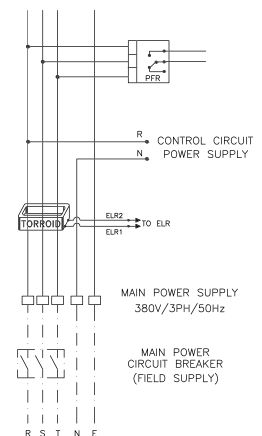 PFR
R
CONTROL CIRCUIT
N
POWER SUPPLY
ELR2
TORROID
TO ELR
ELR1
MAIN POWER SUPPLY
380V/3PH/50Hz
MAIN POWER
CIRCUIT BREAKER
(FIELD SUPPLY)
R S T N E